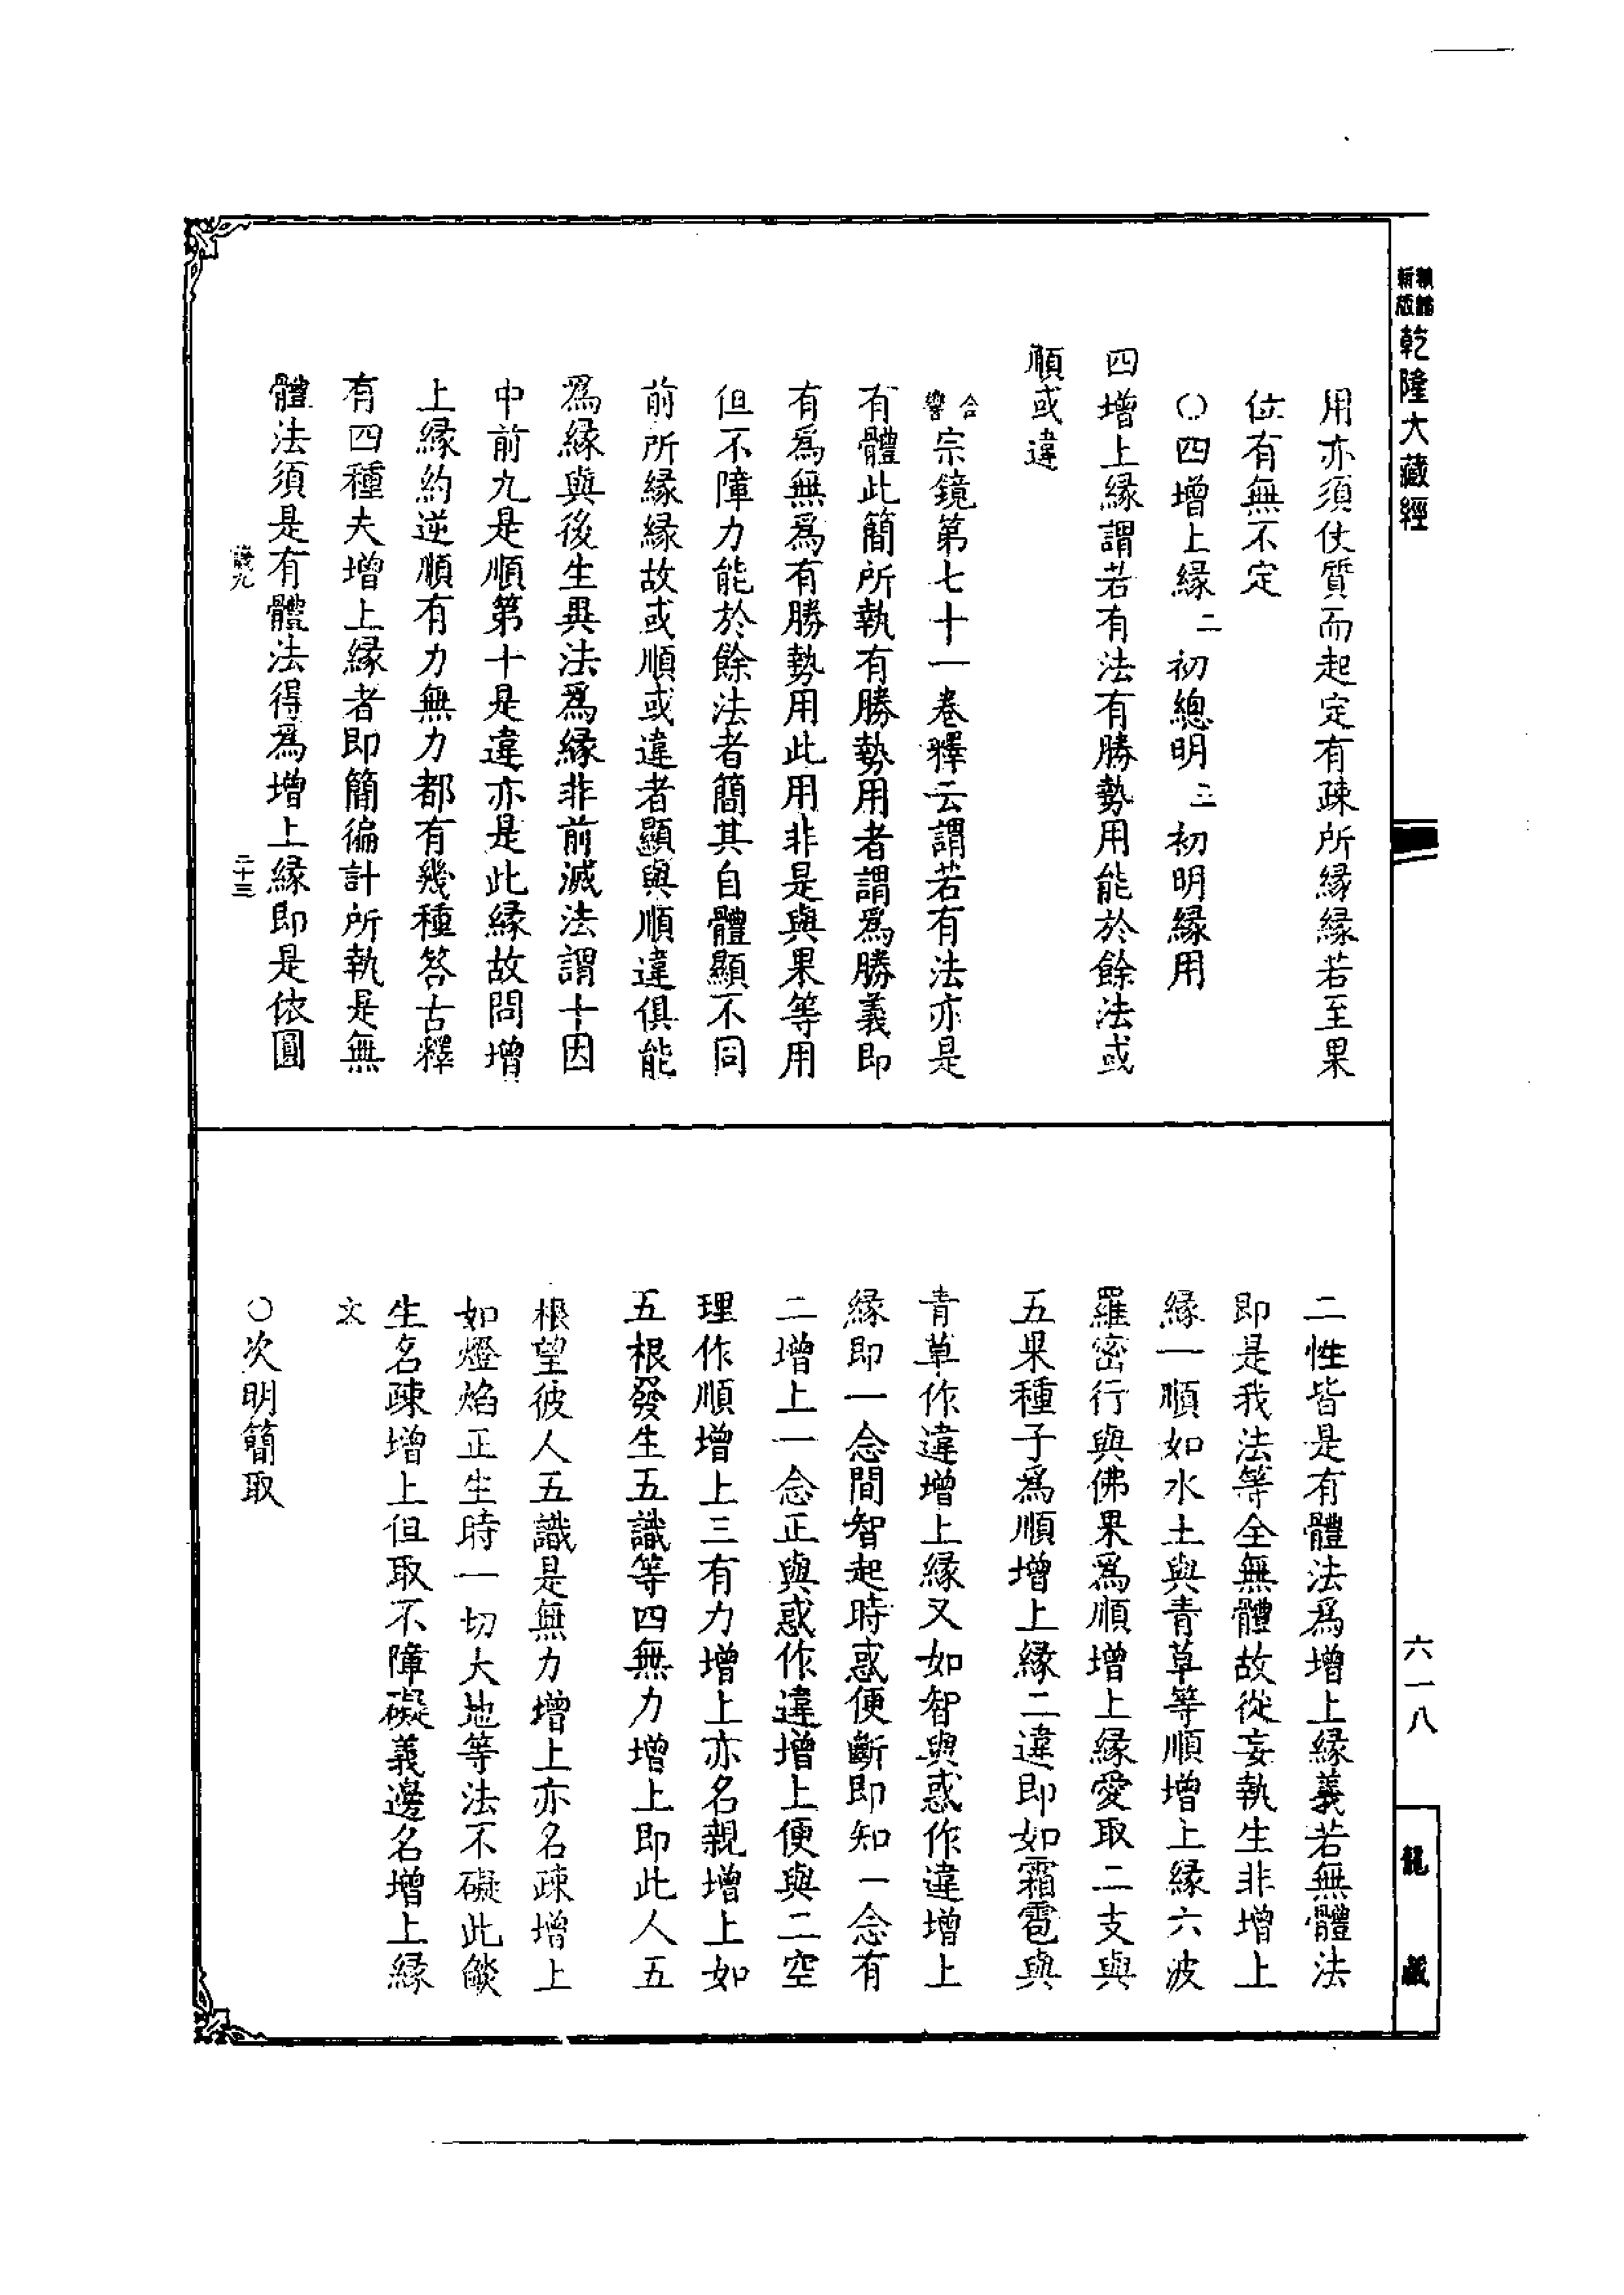 新編
縮版
乾隆大藏經
六一八
龍藏
用亦須仗質而起定有疎所緣緣若至果
位有無不定
○四增上緣二初總明二初明緣用
四增上緣謂若有法有勝勢用能於餘法或
順或違
合響宗鏡第七十一卷釋云謂若有法亦是
有體此簡所執有勝勢用者謂爲勝義即
有爲無爲有勝勢用此用非是與果等用
但不障力能於餘法者簡其自體顯不同
前所緣緣故或順或違者顯與順違俱能
爲緣與後生異法爲緣非前滅法謂十因
中前九是順第十是違亦是此緣故問增
上緣約逆順有力無力都有幾種答古釋
有四種夫增上緣者即簡徧計所執是無
體法須是有體法得爲增上緣即是依圓
議九
二十三
二性皆是有體法爲增上緣義若無體法
即是我法等全無體故從妄執生非增上
緣一順如水土與青草等順增上緣六波
羅密行與佛果爲順增上緣愛取二支與
五果種子爲順增上緣二違即如霜雹與
青草作違增上緣又如智與惑作違增上
緣即一念間智起時惑便斷即知一念有
二增上一念正與惑作違增上便與二空
理作順增上三有力增上亦名親增上如
五根發生五識等四無力增上即此人五
根望彼人五識是無力增上亦名疎增上
如燈焰正生時一切大地等法不礙此燄
生名疎增上但取不障礙義邊名增上緣
文
○次明簡取